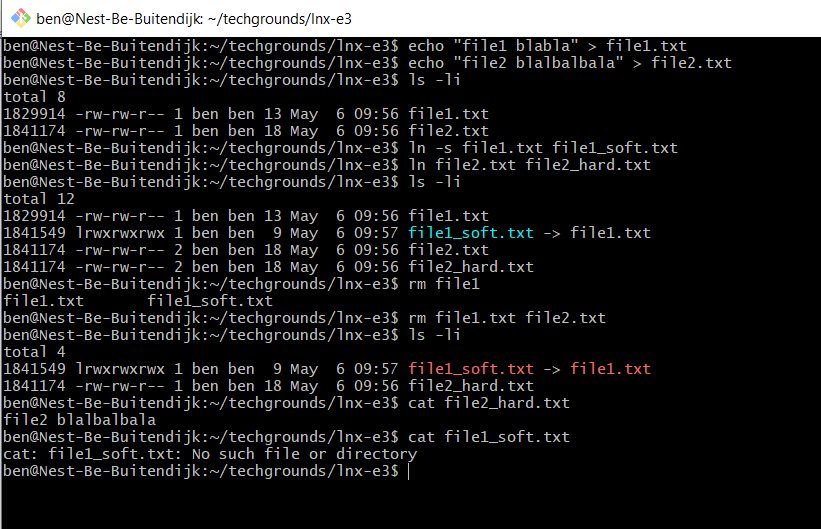 ben@Nest-Be-Buitendijk: ~/techgrounds/lnx-e3
ben@Nest-Be-Buitendijk:~/techgrounds/lnx-e3$ echo "file1 blabla" > file1.txt
ben@Nest-Be-Buitendijk:~/techgrounds/lnx-e3$ echo "file2 blalbalbala" > file2.txt
ben@Nest-Be-Buitendijk:~/techgrounds/lnx-e3$ ls -li
total 8
1829914 -rw-rw-r-- 1 ben ben 13 May  6 09:56 file1.txt
1841174 -rw-rw-r-- 1 ben ben 18 May  6 09:56 file2.txt
ben@Nest-Be-Buitendijk:~/techgrounds/lnx-e3$ ln -s file1.txt file1_soft.txt
ben@Nest-Be-Buitendijk:~/techgrounds/lnx-e3$ ln file2.txt file2_hard.txt
ben@Nest-Be-Buitendijk:~/techgrounds/lnx-e3$ ls -li
total 12
1829914 -rw-rw-r-- 1 ben ben 13 May  6 09:56 file1.txt
1841549 lrwxrwxrwx 1 ben ben  9 May  6 09:57 file1_soft.txt -> file1.txt
1841174 -rw-rw-r-- 2 ben ben 18 May  6 09:56 file2.txt
1841174 -rw-rw-r-- 2 ben ben 18 May  6 09:56 file2_hard.txt
ben@Nest-Be-Buitendijk:~/techgrounds/lnx-e3$ rm file1
file1.txt       file1_soft.txt
ben@Nest-Be-Buitendijk:~/techgrounds/lnx-e3$ rm file1.txt file2.txt
ben@Nest-Be-Buitendijk:~/techgrounds/lnx-e3$ ls -li
total 4
1841549 lrwxrwxrwx 1 ben ben  9 May  6 09:57 file1_soft.txt -> file1.txt
1841174 -rw-rw-r-- 1 ben ben 18 May  6 09:56 file2_hard.txt
ben@Nest-Be-Buitendijk:~/techgrounds/lnx-e3$ cat file2_hard.txt
file2 blalbalbala
ben@Nest-Be-Buitendijk:~/techgrounds/lnx-e3$ cat file1_soft.txt
cat: file1_soft.txt: No such file or directory
ben@Nest-Be-Buitendijk:~/techgrounds/lnx-e3$